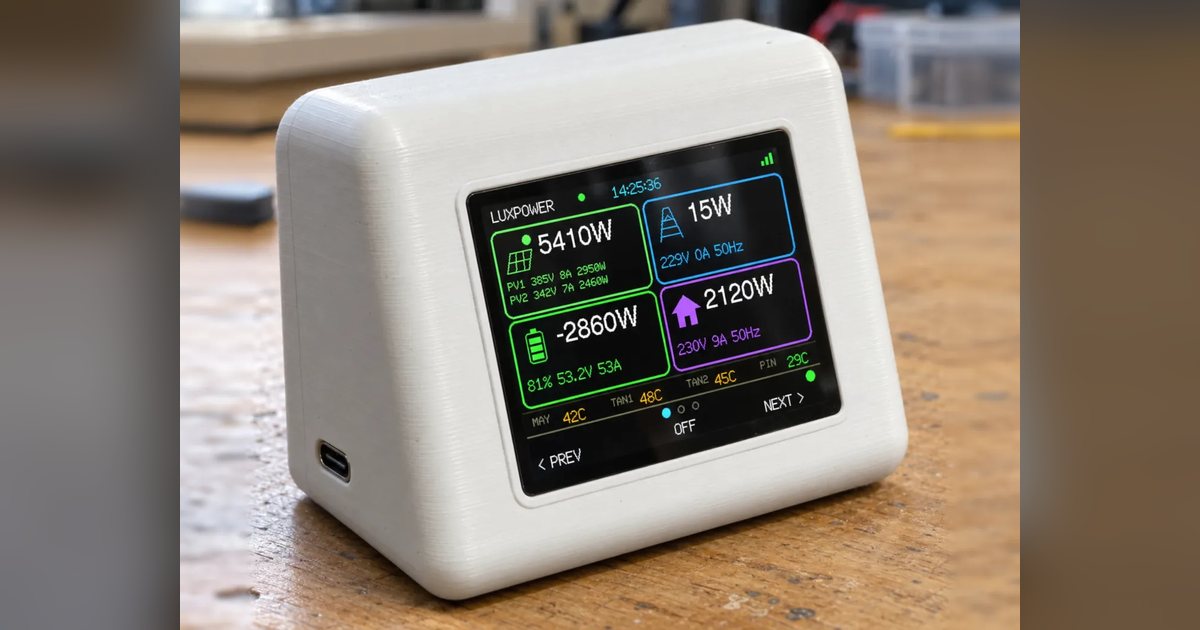 LUXPOWER 14:25:36
5410W
PV1 385V 8A 2950W
PV2 342V 7A 2460W
15W
229V 0A 50Hz
-2860W
81% 53.2V 53A
2120W
230V 9A 50Hz
MAY 42C TAN1 48C TAN2 45C PIN 29C
< PREV OFF NEXT >